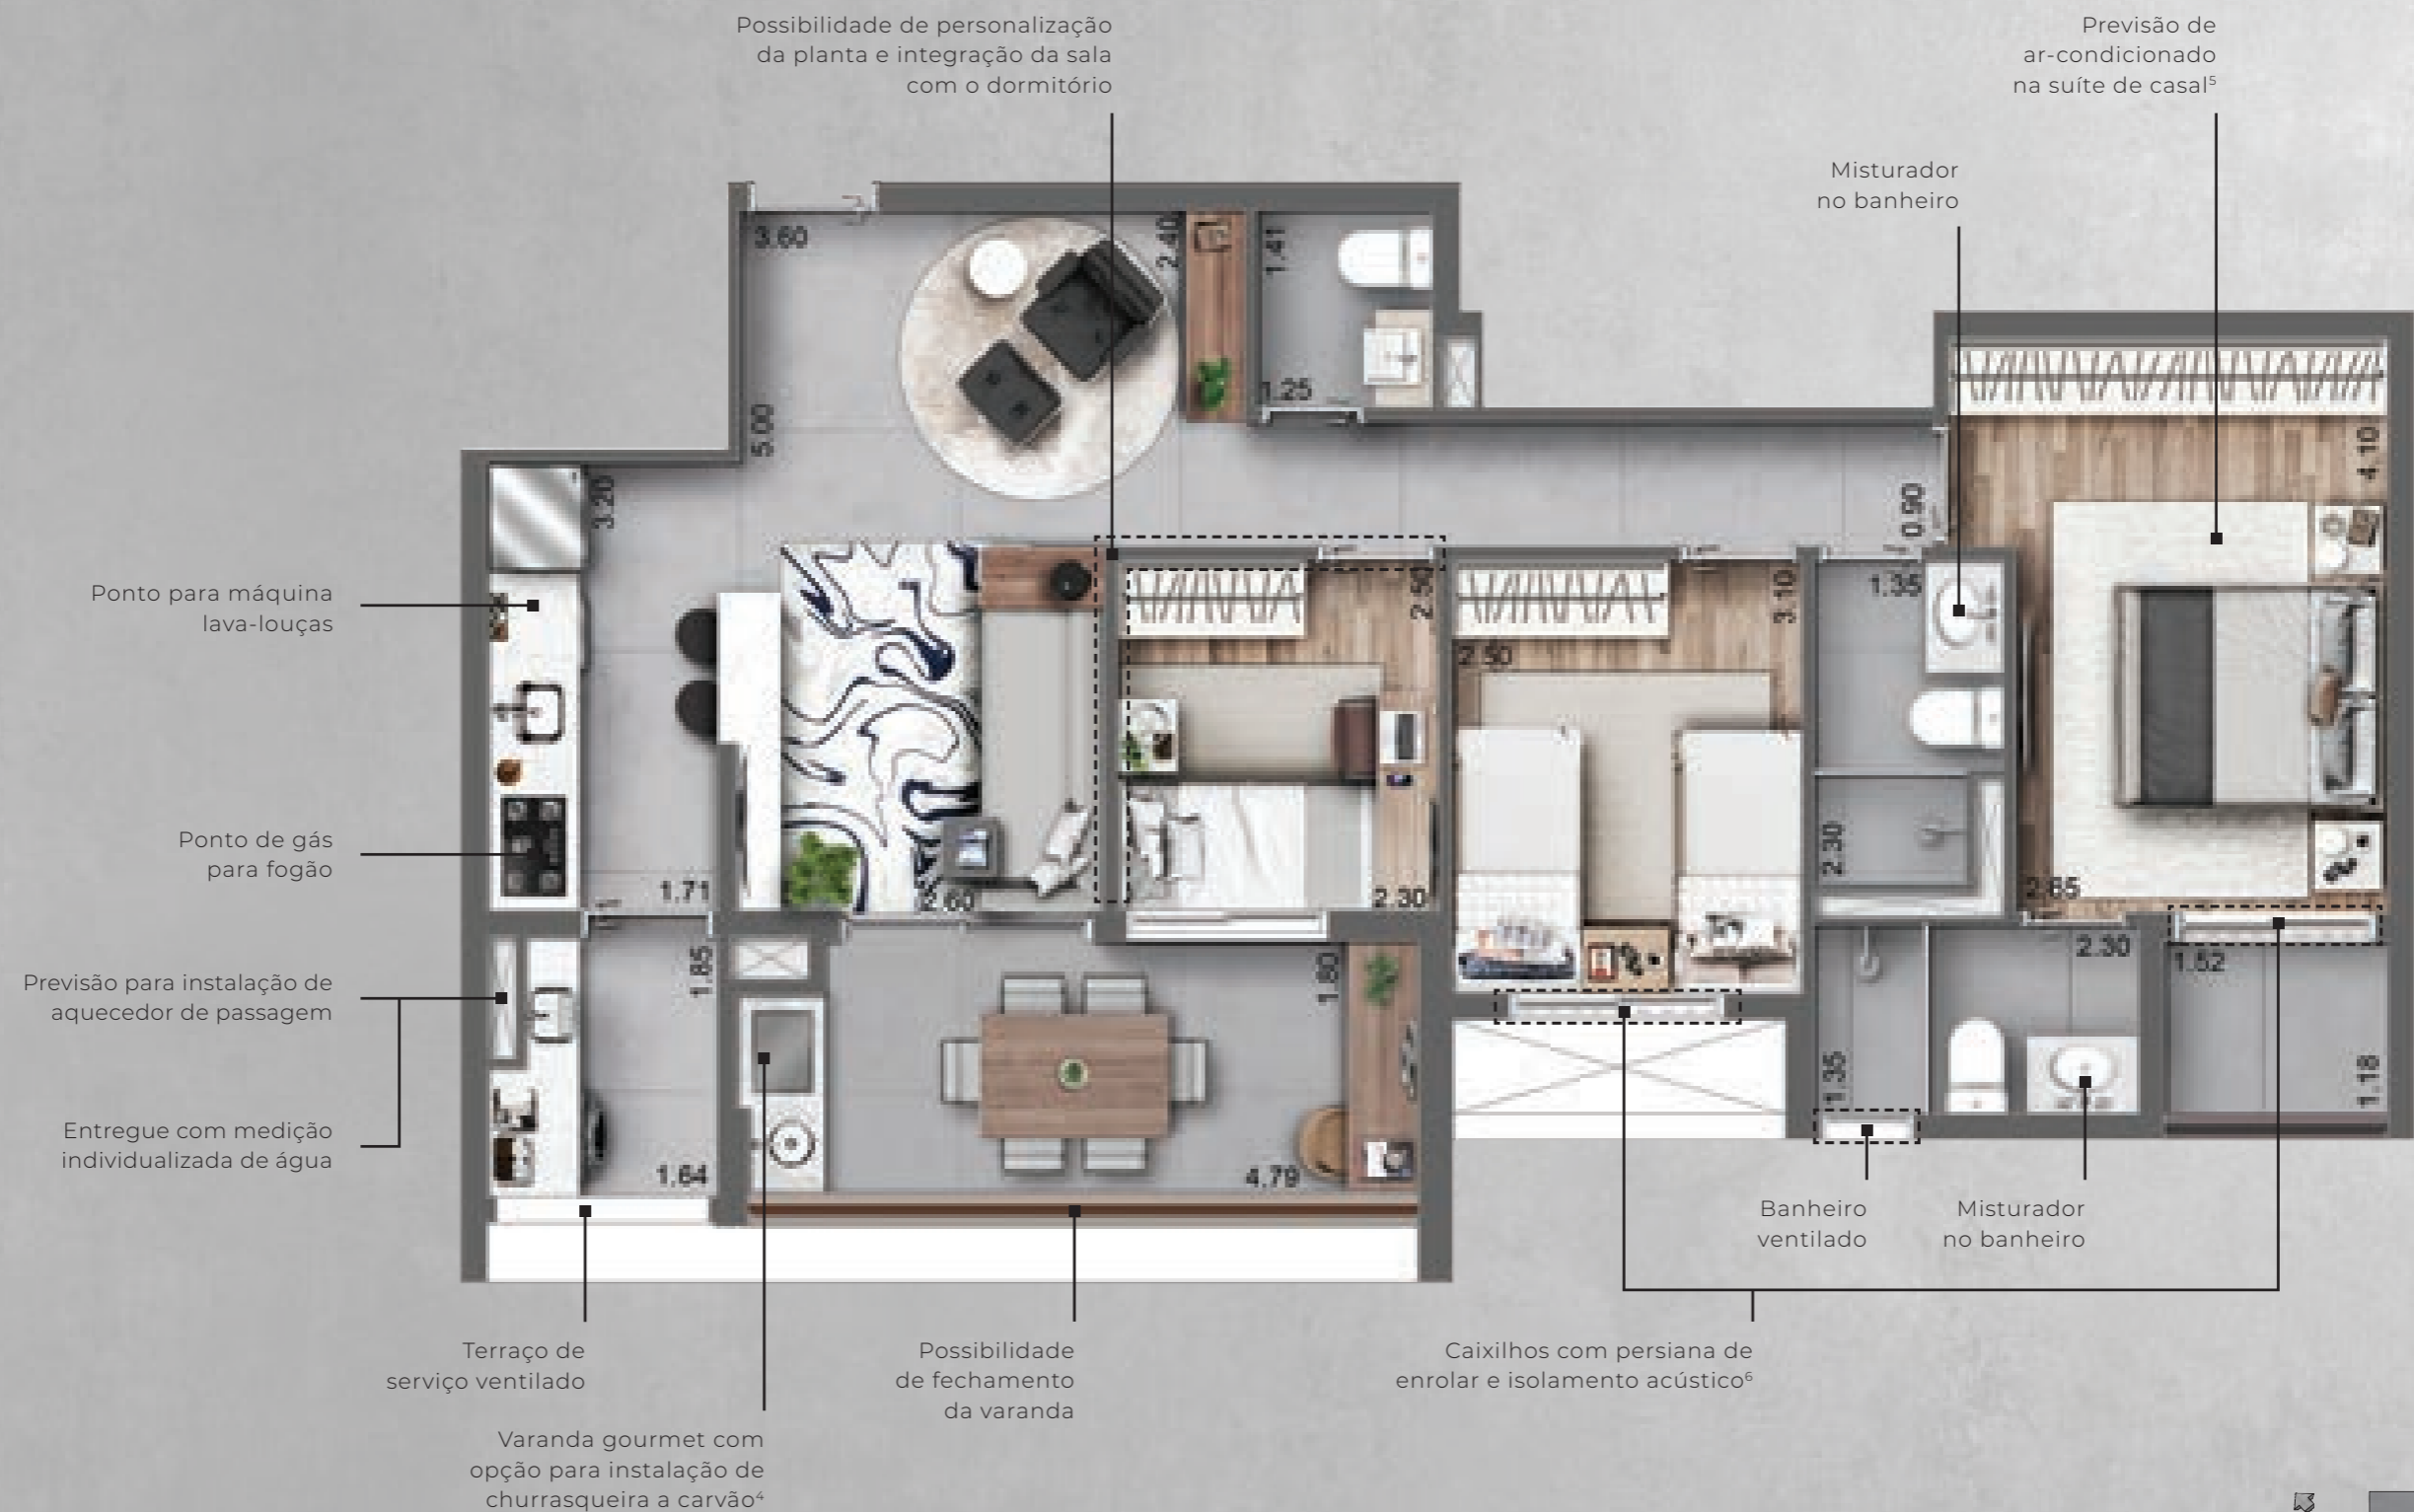 Possibilidade de personalização
da planta e integração da sala
com o dormitório
Previsão de
ar-condicionado
na suíte de casal⁵
Misturador
no banheiro
3.60
2.40
1.41
1.25
5.00
3.20
4.10
0.90
2.50
3.10
1.35
2.50
Ponto para máquina
lava-louças
Ponto de gás
para fogão
2.30
1.71
2.60
2.30
2.65
1.85
1.80
2.30
1.52
Previsão para instalação de
aquecedor de passagem
Entregue com medição
individualizada de água
1.35
1.18
1.64
4.79
Banheiro
ventilado
Misturador
no banheiro
Terraço de
serviço ventilado
Possibilidade
de fechamento
da varanda
Caixilhos com persiana de
enrolar e isolamento acústico⁶
Varanda gourmet com
opção para instalação de
churrasqueira a carvão⁴